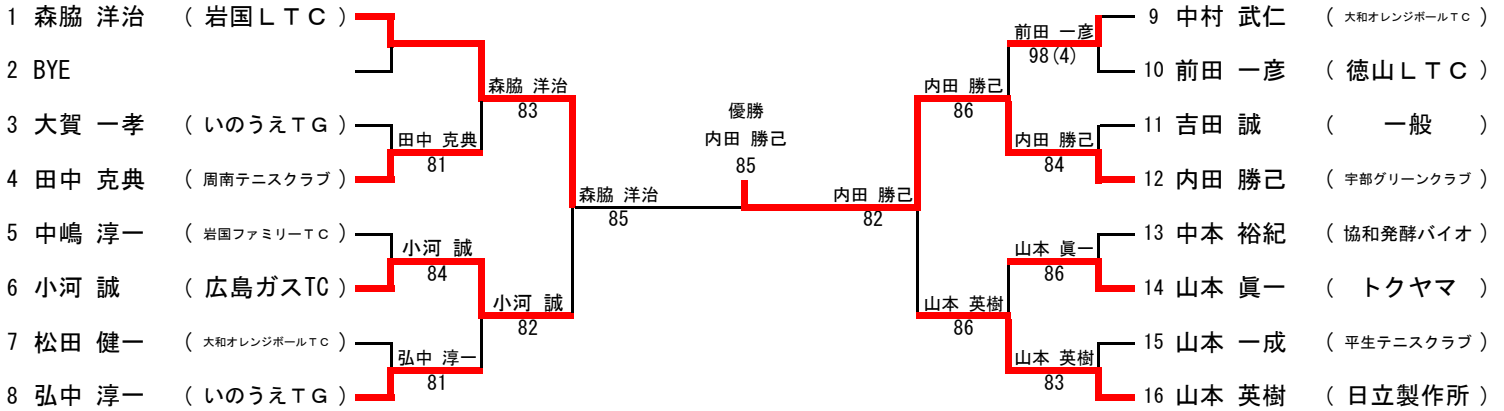 1 森脇 洋治 ( 岩国ＬＴＣ )
2 BYE
3 大賀 一孝 ( いのうえＴＧ )
4 田中 克典 ( 周南テニスクラブ )
5 中嶋 淳一 ( 岩国ファミリーＴＣ )
6 小河 誠 ( 広島ガスTC )
7 松田 健一 ( 大和オレンジボールＴＣ )
8 弘中 淳一 ( いのうえＴＧ )
田中 克典
81
小河 誠
84
弘中 淳一
81
森脇 洋治
83
小河 誠
82
森脇 洋治
85
優勝
内田 勝己
85
内田 勝己
82
内田 勝己
86
山本 英樹
86
前田 一彦
98(4)
内田 勝己
84
山本 眞一
86
山本 英樹
83
9 中村 武仁 ( 大和オレンジボールＴＣ )
10 前田 一彦 ( 徳山ＬＴＣ )
11 吉田 誠 ( 一般 )
12 内田 勝己 ( 宇部グリーンクラブ )
13 中本 裕紀 ( 協和発酵バイオ )
14 山本 眞一 ( トクヤマ )
15 山本 一成 ( 平生テニスクラブ )
16 山本 英樹 ( 日立製作所 )